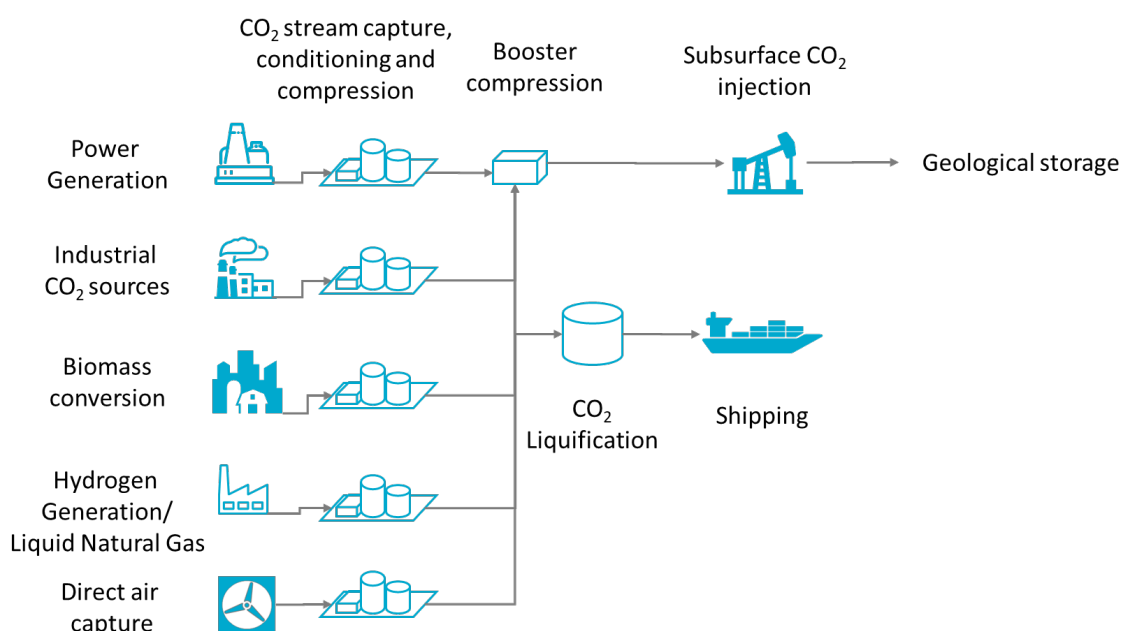 CO₂ stream capture,
conditioning and
compression
Booster
compression
Subsurface CO₂
injection
Power
Generation
Geological storage
Industrial
CO₂ sources
Biomass
conversion
CO₂
Liquification
Shipping
Hydrogen
Generation/
Liquid Natural Gas
Direct air
capture